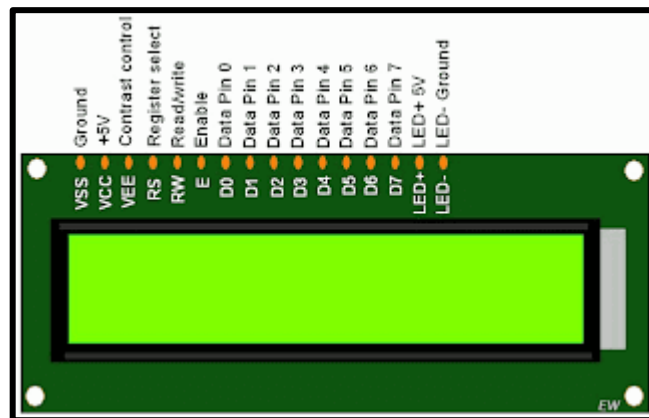 Ground
+5V
Contrast control
Register select
Read/write
Enable
Data Pin 0
Data Pin 1
Data Pin 2
Data Pin 3
Data Pin 4
Data Pin 5
Data Pin 6
Data Pin 7
LED+ 5V
LED- Ground
VSS
VCC
VEE
RS
RW
E
D0
D1
D2
D3
D4
D5
D6
D7
LED+
LED-
EW